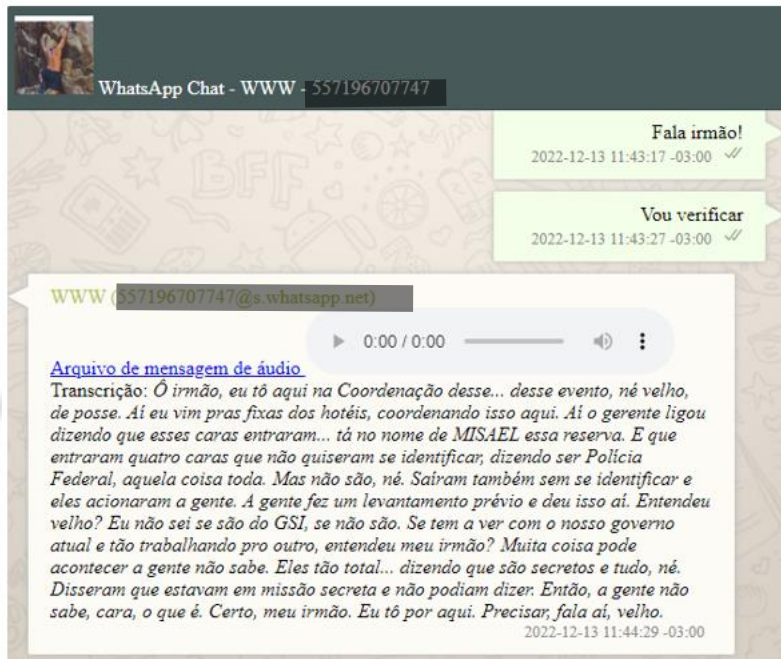 WhatsApp Chat - WWW -
Fala irmão!
2022-12-13 11:43:17 -03:00
Vou verificar
2022-12-13 11:43:27 -03:00
WWW
0:00 / 0:00
Arquivo de mensagem de áudio
Transcrição: Ô irmão, eu tô aqui na Coordenação desse... desse evento, né velho,
de posse. Aí eu vim pras fixas dos hotéis, coordenando isso aqui. Aí o gerente ligou
dizendo que esses caras entraram... tá no nome de MISAEL essa reserva. E que
entraram quatro caras que não quiseram se identificar, dizendo ser Polícia
Federal, aquela coisa toda. Mas não são, né. Saíram também sem se identificar e
eles acionaram a gente. A gente fez um levantamento prévio e deu isso aí. Entendeu
velho? Eu não sei se são do GSI, se não são. Se tem a ver com o nosso governo
atual e tão trabalhando pro outro, entendeu meu irmão? Muita coisa pode
acontecer a gente não sabe. Eles tão total... dizendo que são secretos e tudo, né.
Disseram que estavam em missão secreta e não podiam dizer. Então, a gente não
sabe, cara, o que é. Certo, meu irmão. Eu tô por aqui. Precisar, fala aí, velho.
2022-12-13 11:44:29 -03:00